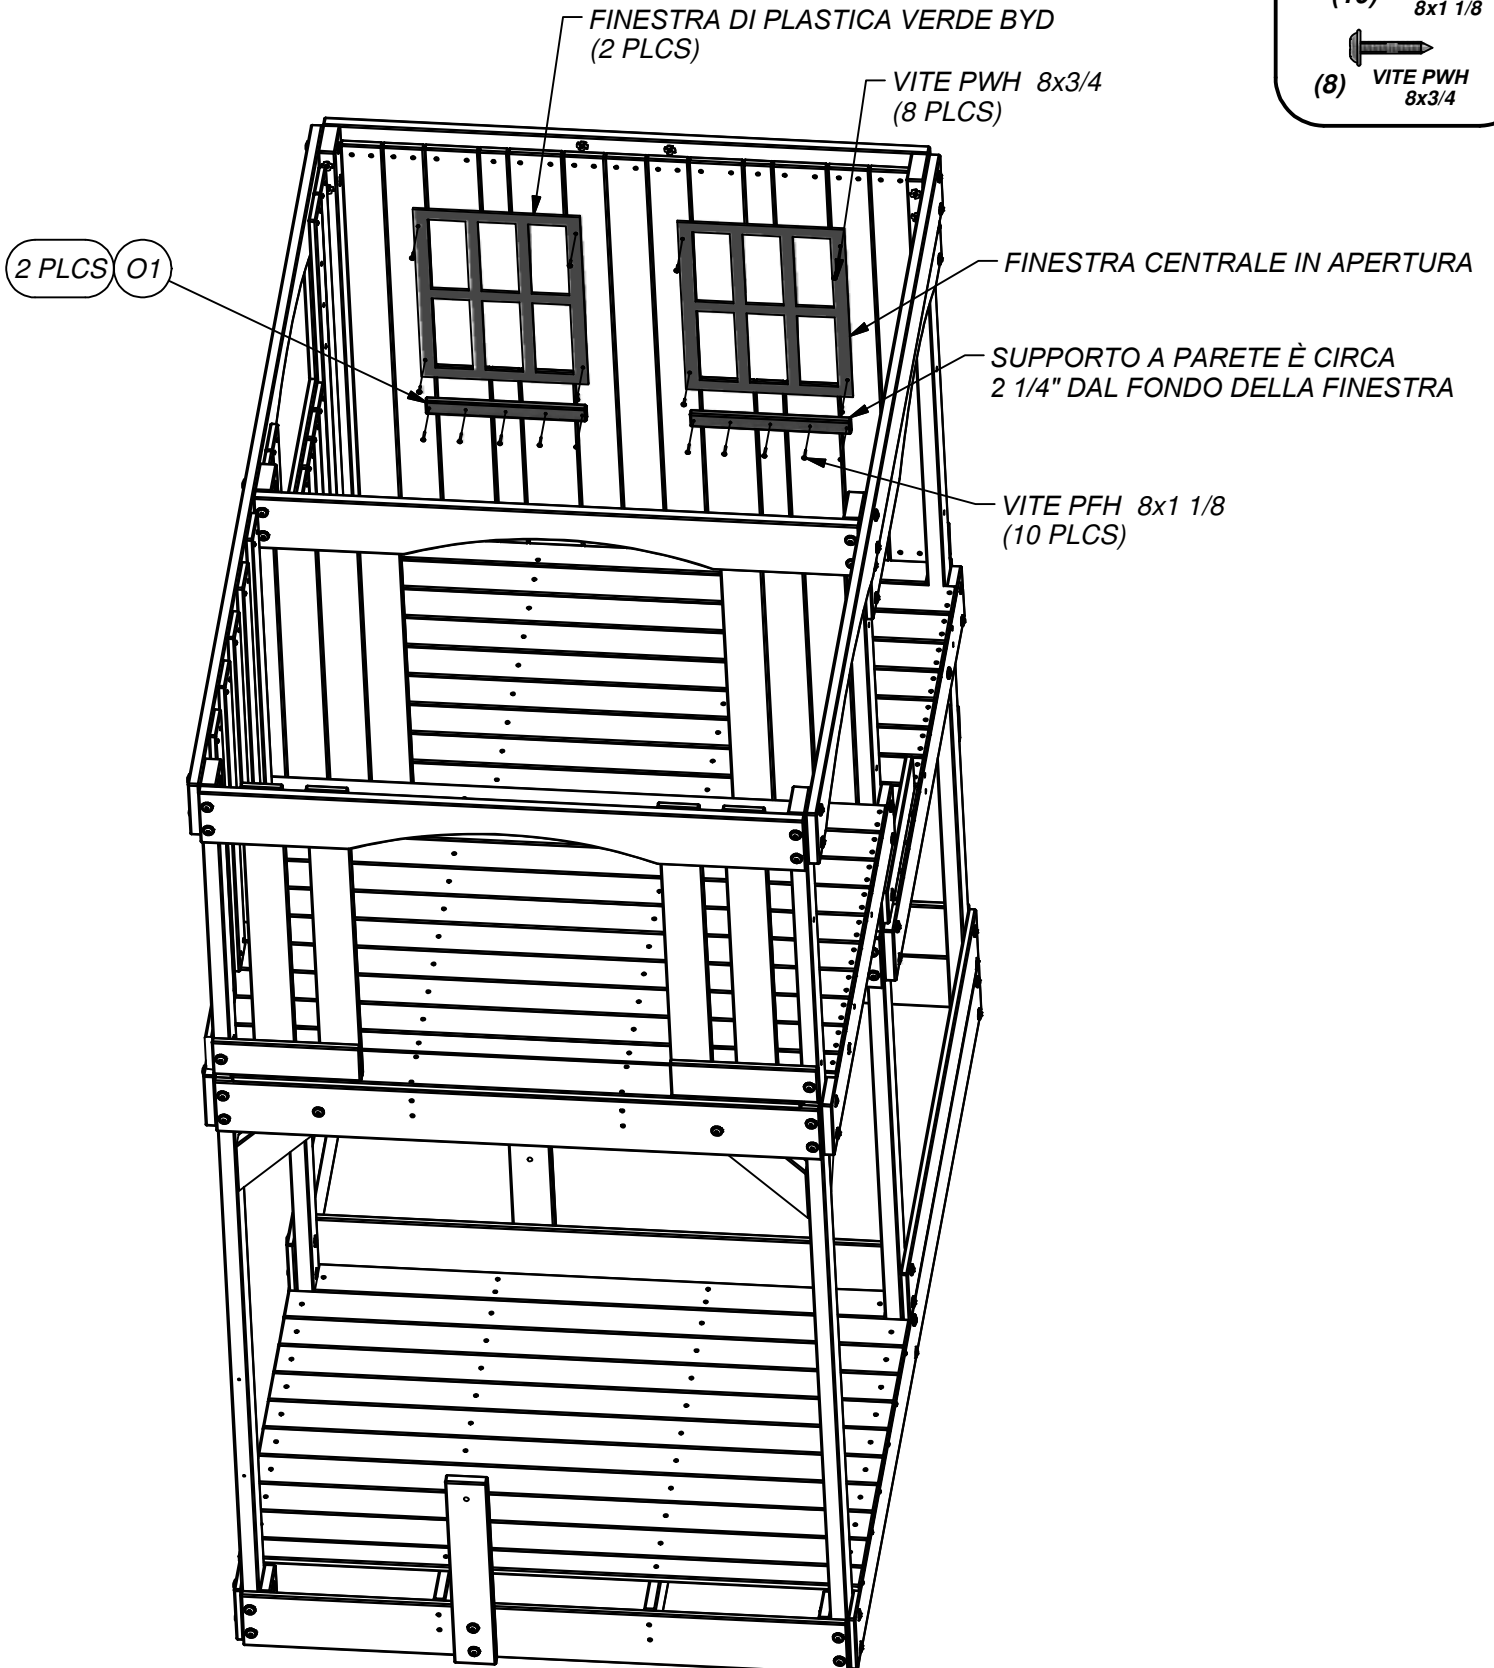 FINESTRA DI PLASTICA VERDE BYD
(2 PLCS)
8x1 1/8
VITE PWH 8x3/4
(8 PLCS)
(8) VITE PWH
8x3/4
2 PLCS O1
FINESTRA CENTRALE IN APERTURA
SUPPORTO A PARETE È CIRCA
2 1/4" DAL FONDO DELLA FINESTRA
VITE PFH 8x1 1/8
(10 PLCS)